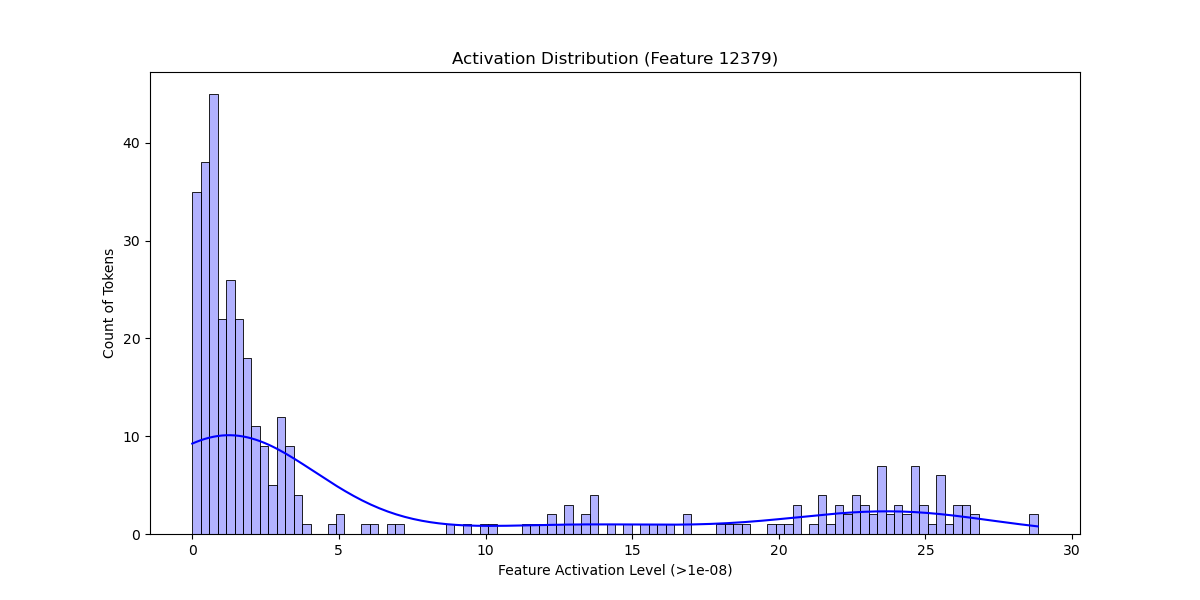 Activation Distribution (Feature 12379)
Count of Tokens
40
30
20
10
0
0 5 10 15 20 25 30
Feature Activation Level (>1e-08)